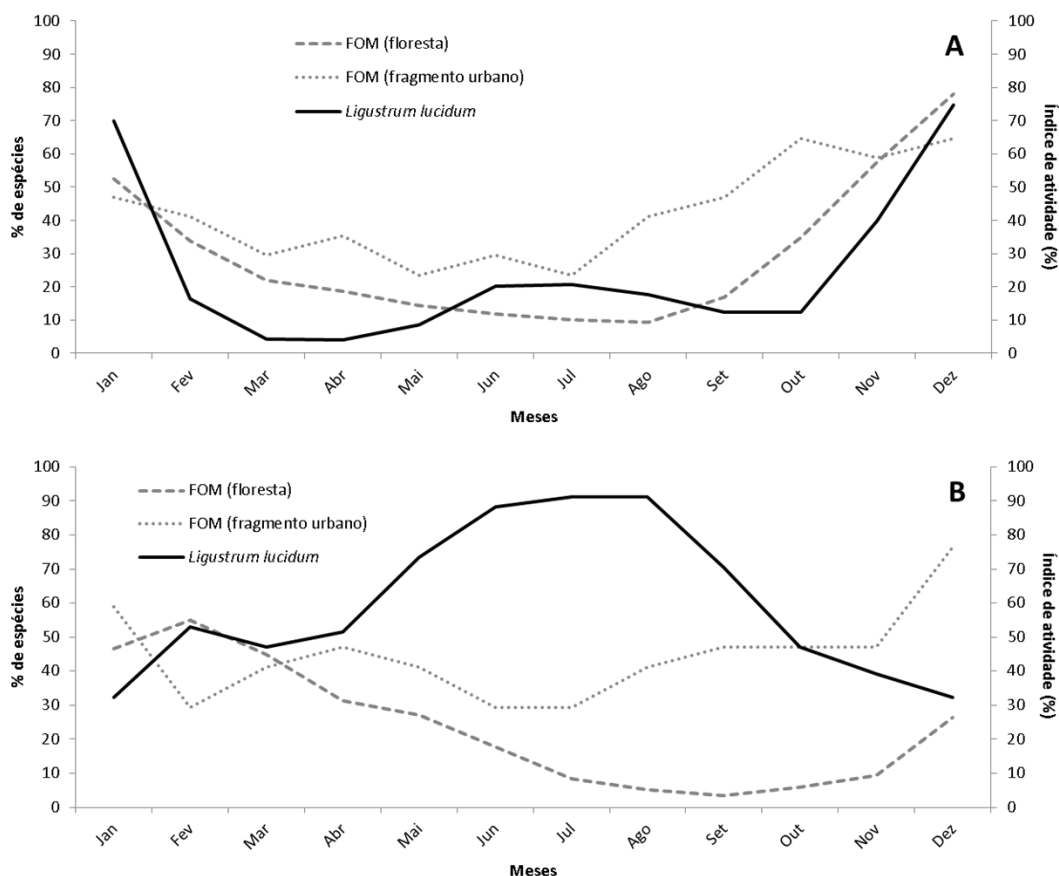 A
FOM (floresta)
FOM (fragmento urbano)
Ligustrum lucidum
% de espécies
Índice de atividade (%)
100 100
90 90
80 80
70 70
60 60
50 50
40 40
30 30
20 20
10 10
0 0
Jan Fev Mar Abr Mai Jun Jul Ago Set Out Nov Dez
Meses
B
FOM (floresta)
FOM (fragmento urbano)
Ligustrum lucidum
% de espécies
Índice de atividade (%)
100 100
90 90
80 80
70 70
60 60
50 50
40 40
30 30
20 20
10 10
0 0
Jan Fev Mar Abr Mai Jun Jul Ago Set Out Nov Dez
Meses